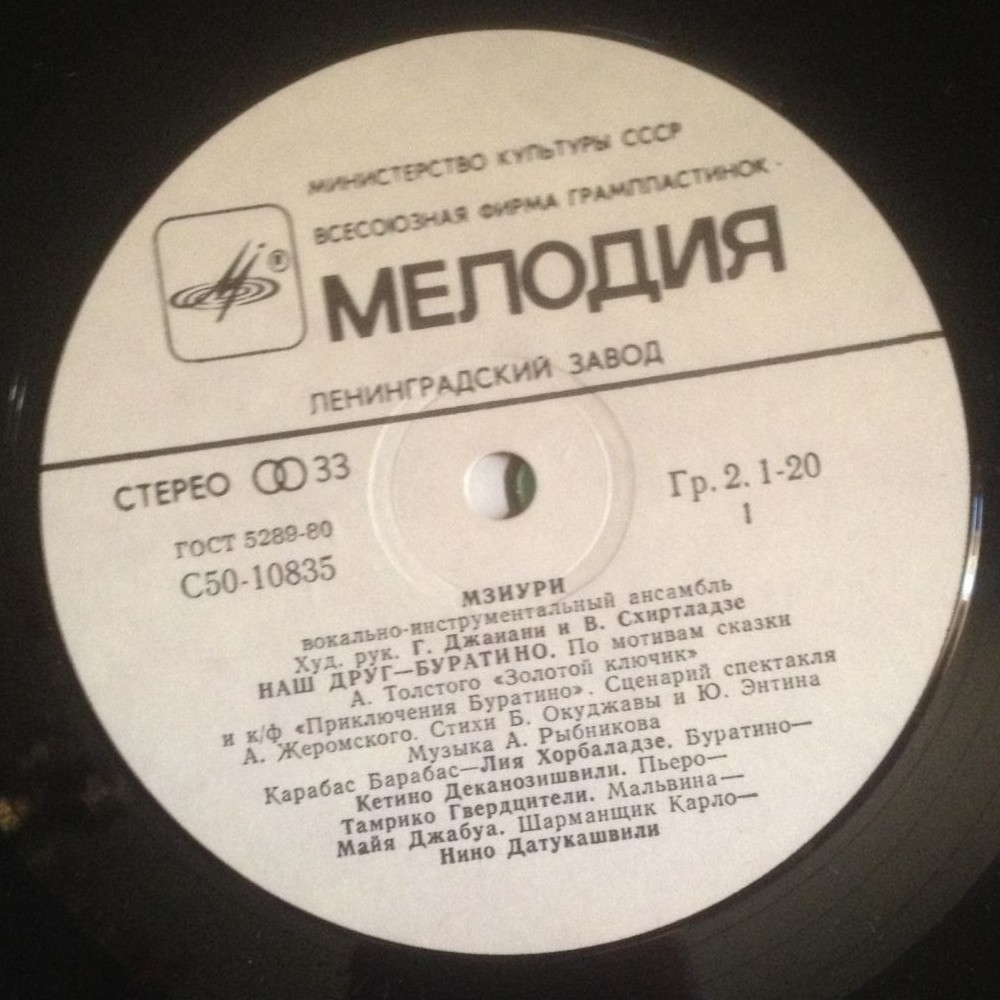 МИНИСТЕРСТВО КУЛЬТУРЫ СССР
ВСЕСОЮЗНАЯ ФИРМА ГРАМПЛАСТИНОК
®
МЕЛОДИЯ
ЛЕНИНГРАДСКИЙ ЗАВОД
СТЕРЕО 33
Гр. 2. 1-20
ГОСТ 5289-80
1
С50-10835
МЗИУРИ
вокально-инструментальный ансамбль
Худ. рук. Г. Джаиани и В. Схиртладзе
НАШ ДРУГ—БУРАТИНО. По мотивам сказки
А. Толстого «Золотой ключик»
и к/ф «Приключения Буратино». Сценарий спектакля
А. Жеромского. Стихи Б. Окуджавы и Ю. Энтина
Музыка А. Рыбникова
Карабас Барабас—Лия Хорбаладзе. Буратино—
Кетино Деканозишвили. Пьеро—
Тамрико Гвердцители. Мальвина—
Майя Джабуа. Шарманщик Карло—
Нино Датукашвили